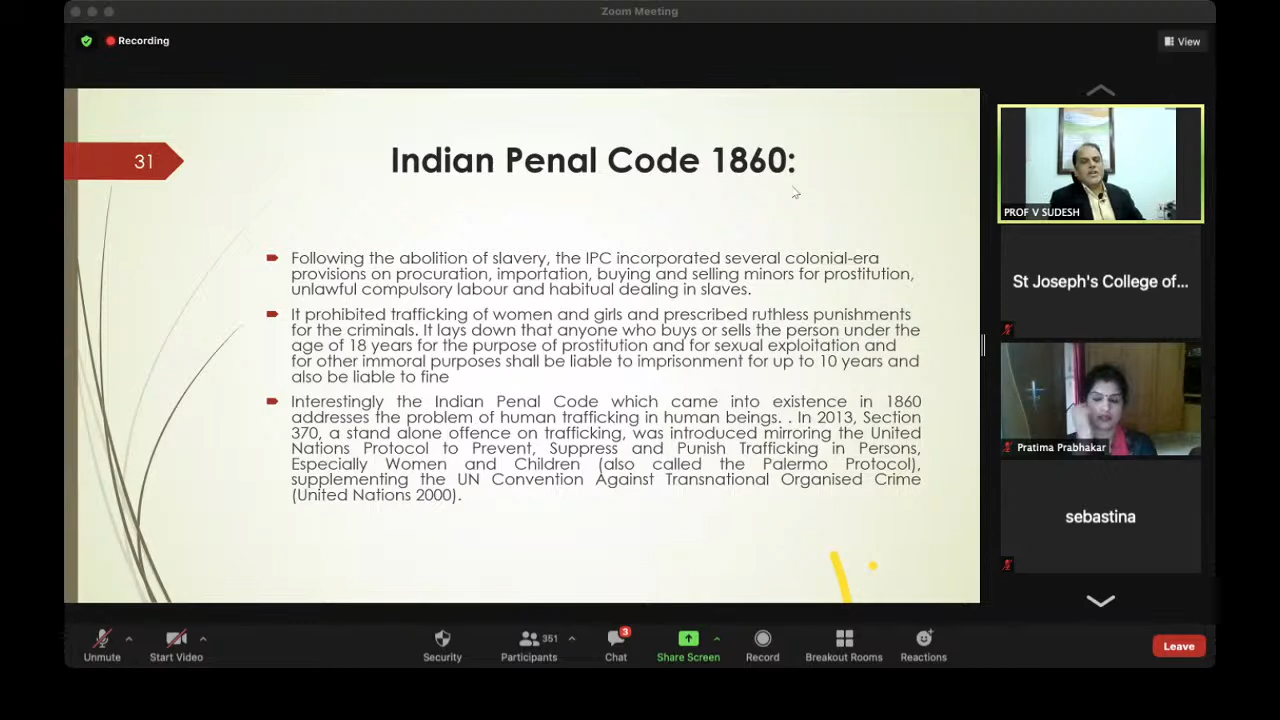 Zoom Meeting
Recording
View
31
Indian Penal Code 1860:
Following the abolition of slavery, the IPC incorporated several colonial-era
provisions on procuration, importation, buying and selling minors for prostitution,
unlawful compulsory labour and habitual dealing in slaves.
It prohibited trafficking of women and girls and prescribed ruthless punishments
for the criminals. It lays down that anyone who buys or sells the person under the
age of 18 years for the purpose of prostitution and for sexual exploitation and
for other immoral purposes shall be liable to imprisonment for up to 10 years and
also be liable to fine
Interestingly the Indian Penal Code which came into existence in 1860
addresses the problem of human trafficking in human beings. . In 2013, Section
370, a stand alone offence on trafficking, was introduced mirroring the United
Nations Protocol to Prevent, Suppress and Punish Trafficking in Persons,
Especially Women and Children (also called the Palermo Protocol),
supplementing the UN Convention Against Transnational Organised Crime
(United Nations 2000).
PROF V SUDESH
St Joseph's College of...
Pratima Prabhakar
sebastina
Unmute
Start Video
Security
351
Participants
3
Chat
Share Screen
Record
Breakout Rooms
Reactions
Leave